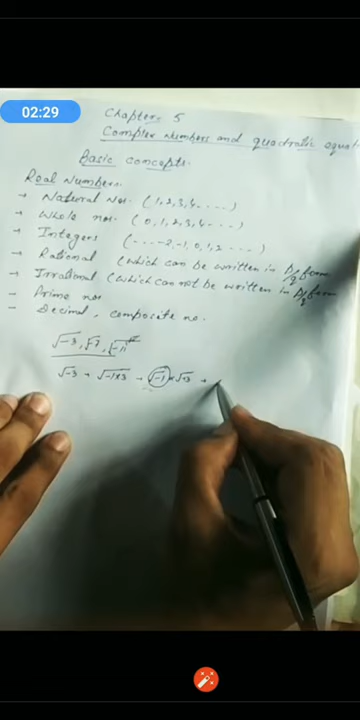 02:29
Chapter 5
Complex Numbers and quadratic equat
Basic concepts.
Real Numbers.
→ Natural Nos. (1,2,3,4-...)
→ Whole nos. (0,1,2,3,4-...)
→ Integers (----2,-1,0,1,2----)
→ Rational (which can be written in p/q form
→ Irrational (which can not be written in p/q form
→ Prime nos
→ Decimal, composite no.
√-3, √-2, √-1
√-3 → √-1×3 → √-1 × √3 →